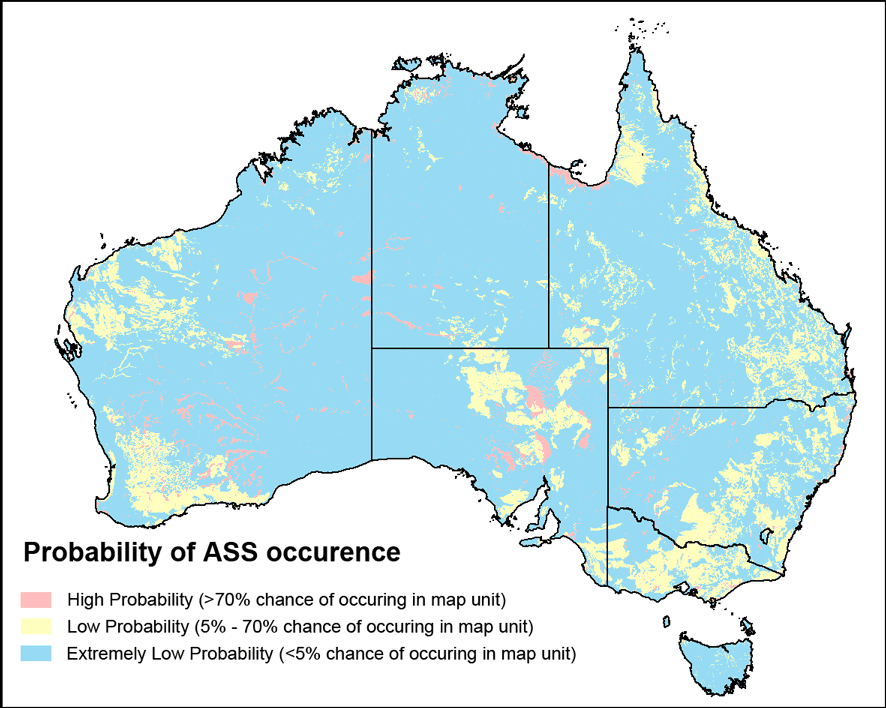 Probability of ASS occurence
High Probability (>70% chance of occuring in map unit)
Low Probability (5% - 70% chance of occuring in map unit)
Extremely Low Probability (<5% chance of occuring in map unit)